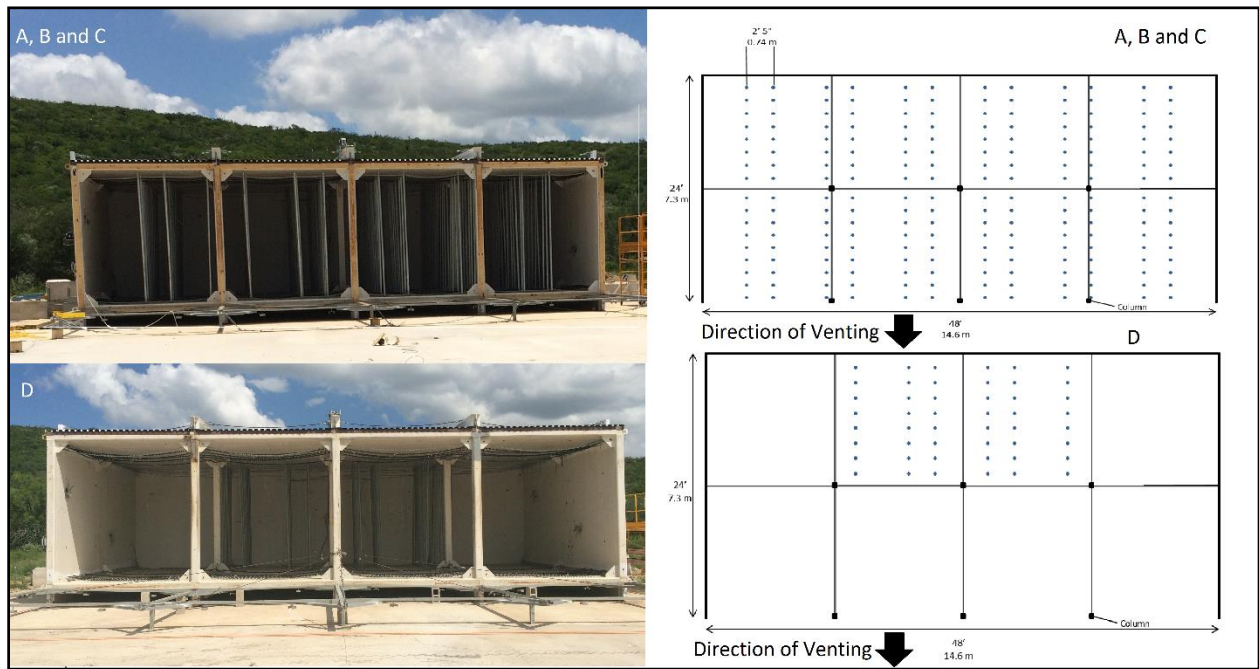 A, B and C
2' 5"
0.74 m
A, B and C
24'
7.3 m
Column
Direction of Venting
48'
14.6 m
D
D
24'
7.3 m
Column
Direction of Venting
48'
14.6 m